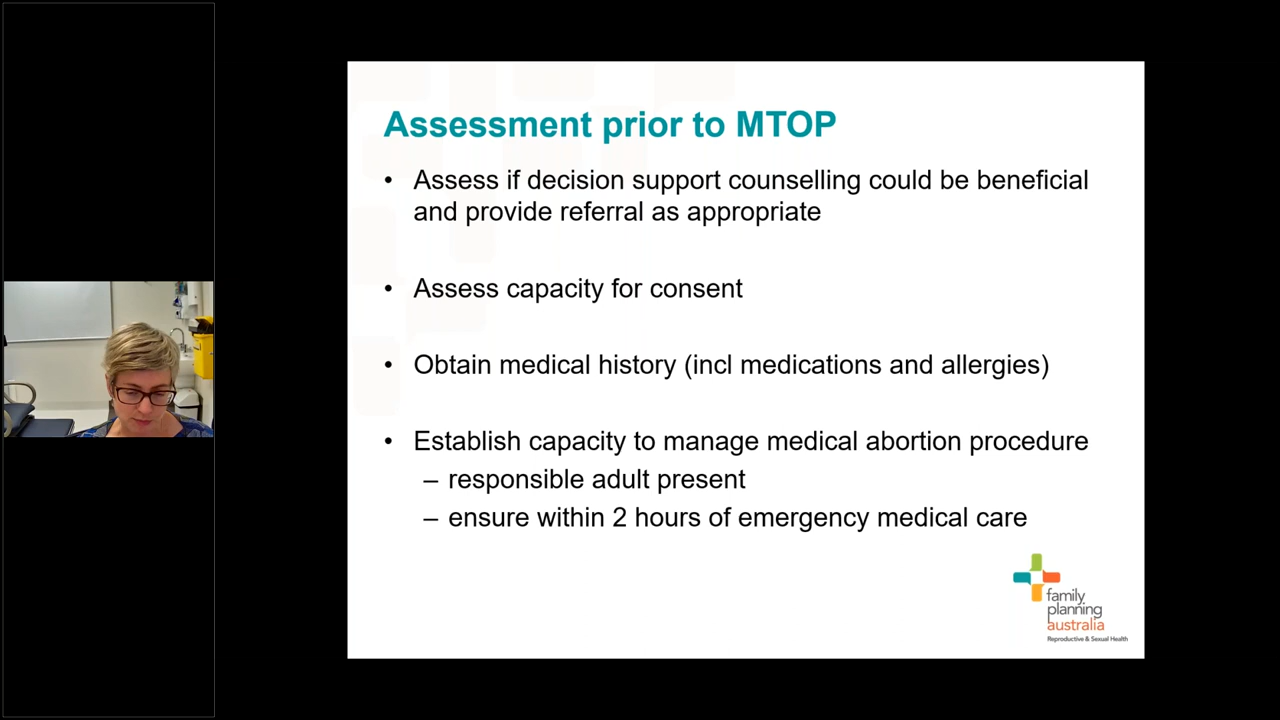 Assessment prior to MTOP
• Assess if decision support counselling could be beneficial
and provide referral as appropriate
• Assess capacity for consent
• Obtain medical history (incl medications and allergies)
• Establish capacity to manage medical abortion procedure
– responsible adult present
– ensure within 2 hours of emergency medical care
family
planning
australia
Reproductive & Sexual Health